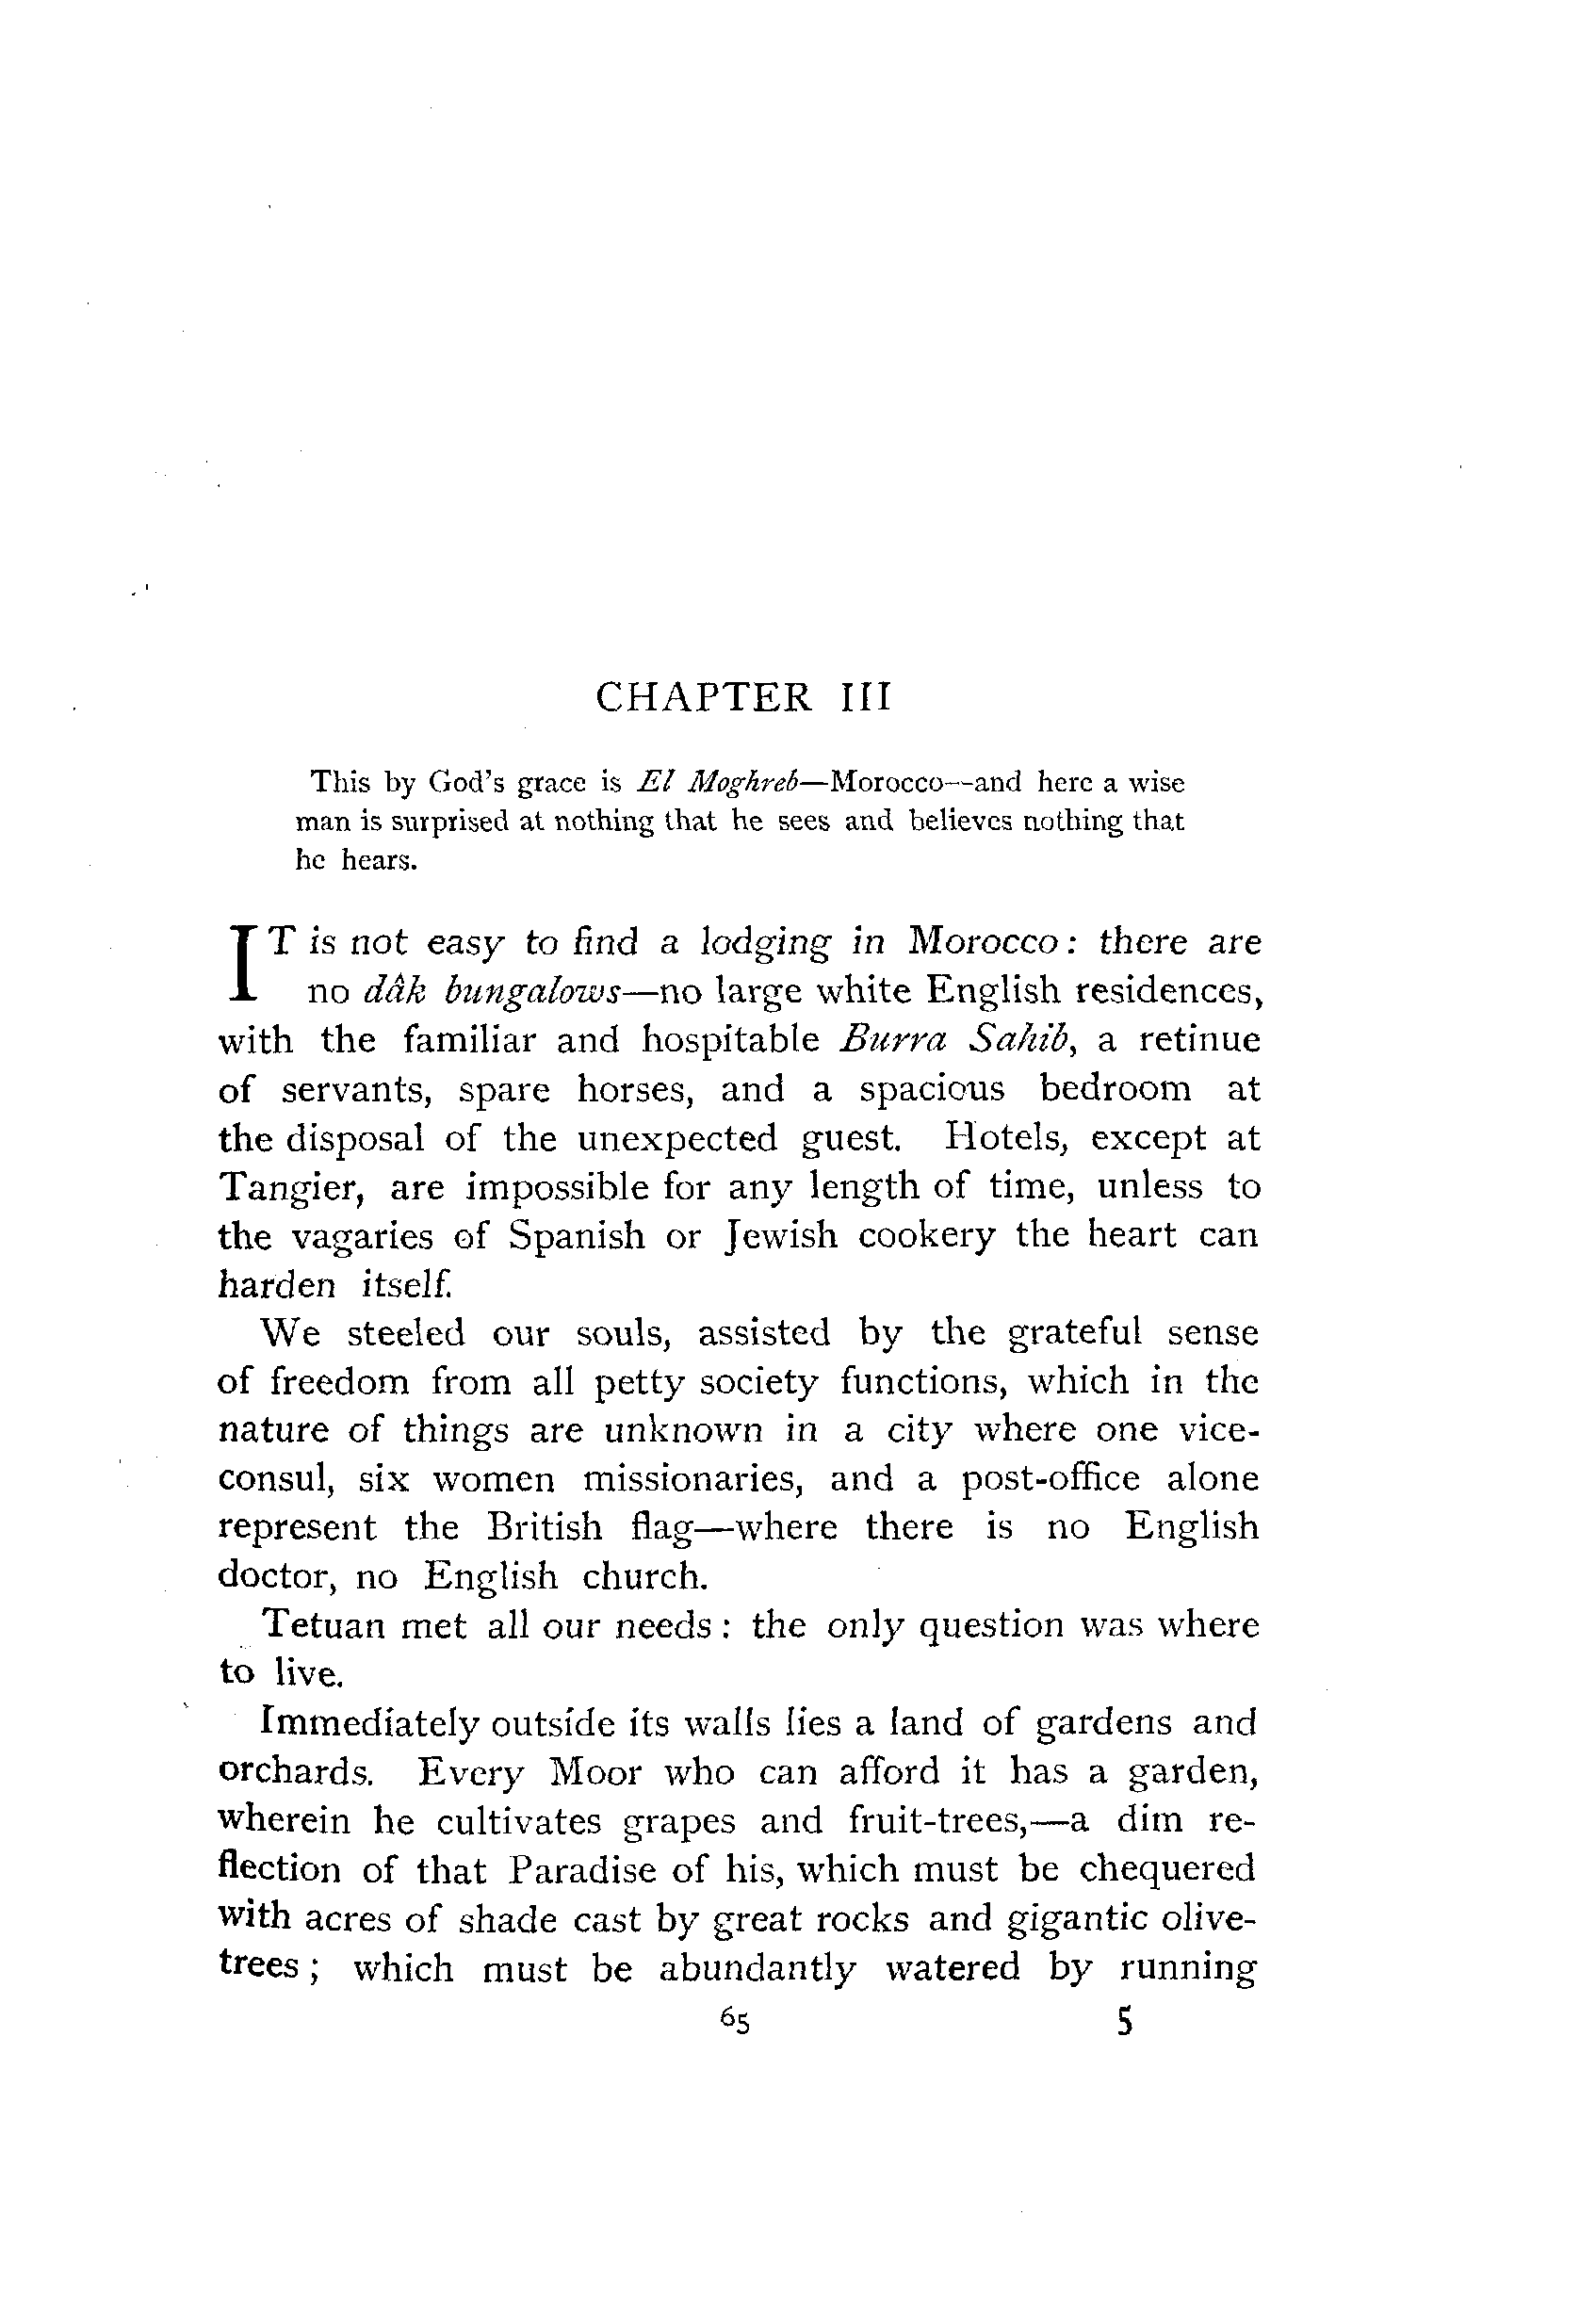 CHAPTER III
This by God's grace is El Moghreb—Morocco—and here a wise
man is surprised at nothing that he sees and believes nothing that
he hears.
IT is not easy to find a lodging in Morocco: there are
no dâk bungalows—no large white English residences,
with the familiar and hospitable Burra Sahib, a retinue
of servants, spare horses, and a spacious bedroom at
the disposal of the unexpected guest. Hotels, except at
Tangier, are impossible for any length of time, unless to
the vagaries of Spanish or Jewish cookery the heart can
harden itself.
We steeled our souls, assisted by the grateful sense
of freedom from all petty society functions, which in the
nature of things are unknown in a city where one vice-
consul, six women missionaries, and a post-office alone
represent the British flag—where there is no English
doctor, no English church.
Tetuan met all our needs: the only question was where
to live.
Immediately outside its walls lies a land of gardens and
orchards. Every Moor who can afford it has a garden,
wherein he cultivates grapes and fruit-trees,—a dim re-
flection of that Paradise of his, which must be chequered
with acres of shade cast by great rocks and gigantic olive-
trees; which must be abundantly watered by running
65 5